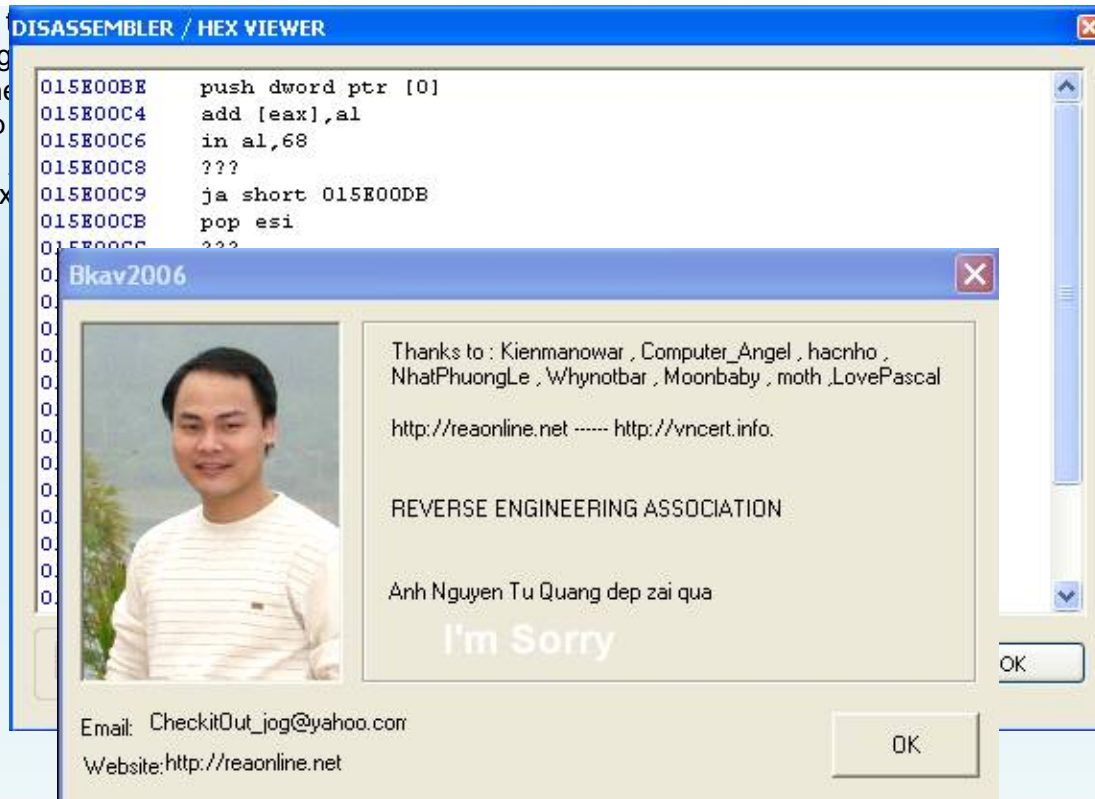 DISASSEMBLER / HEX VIEWER
015E00BE push dword ptr [0]
015E00C4 add [eax],al
015E00C6 in al,68
015E00C8 ???
015E00C9 ja short 015E00DB
015E00CB pop esi
Bkav2006
Thanks to : Kienmanowar , Computer_Angel , hacnho ,
NhatPhuongLe , Whynotbar , Moonbaby , moth ,LovePascal
http://reaonline.net ------ http://vncert.info.
REVERSE ENGINEERING ASSOCIATION
Anh Nguyen Tu Quang dep zai qua
I'm Sorry
OK
Email: CheckitOut_jog@yahoo.com
Website:http://reaonline.net
OK